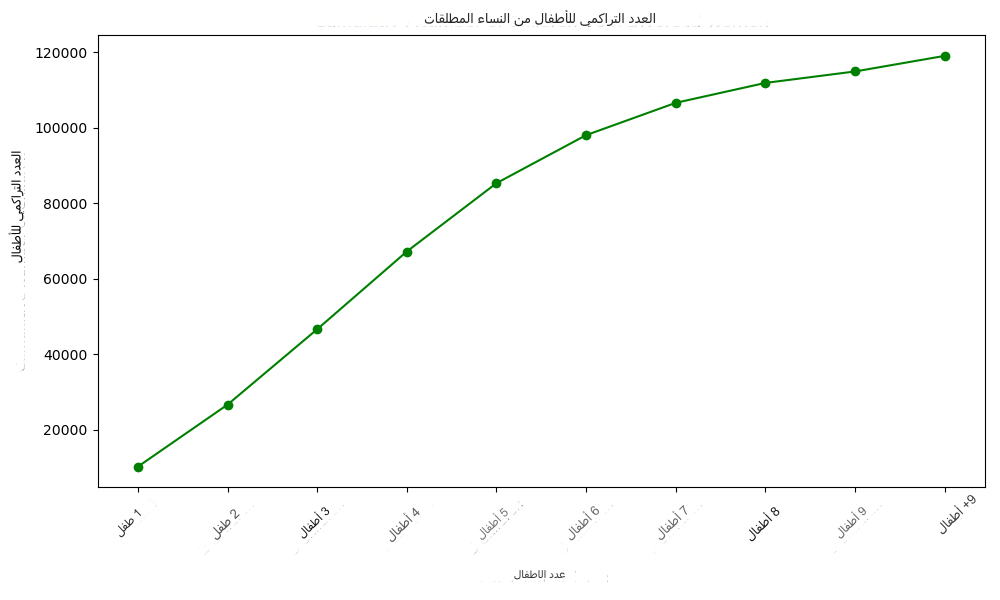 العدد التراكمي للأطفال من النساء المطلقات
العدد التراكمي للأطفال
120000
100000
80000
60000
40000
20000
1 طفل
2 طفل
3 أطفال
4 أطفال
5 أطفال
6 أطفال
7 أطفال
8 أطفال
9 أطفال
9+ أطفال
عدد الأطفال